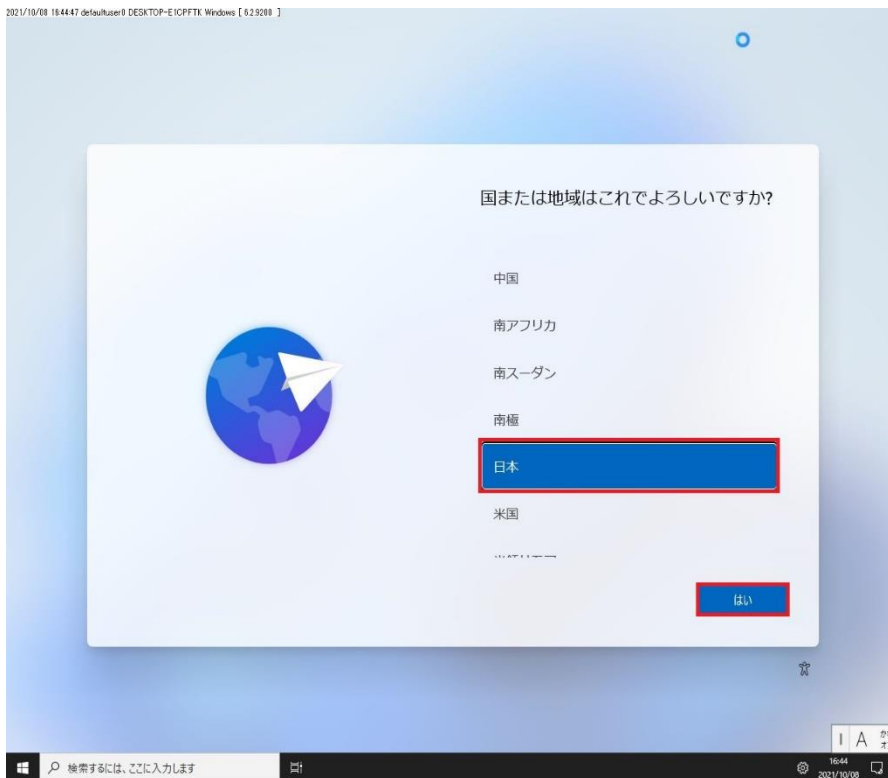 2021/10/08 16:44:47 defaultuser0 DESKTOP-E1CPFTK Windows [ 6.2.9200 ]
国または地域はこれでよろしいですか?
中国
南アフリカ
南スーダン
南極
日本
米国
はい
A
検索するには、ここに入力します
16:44
2021/10/08